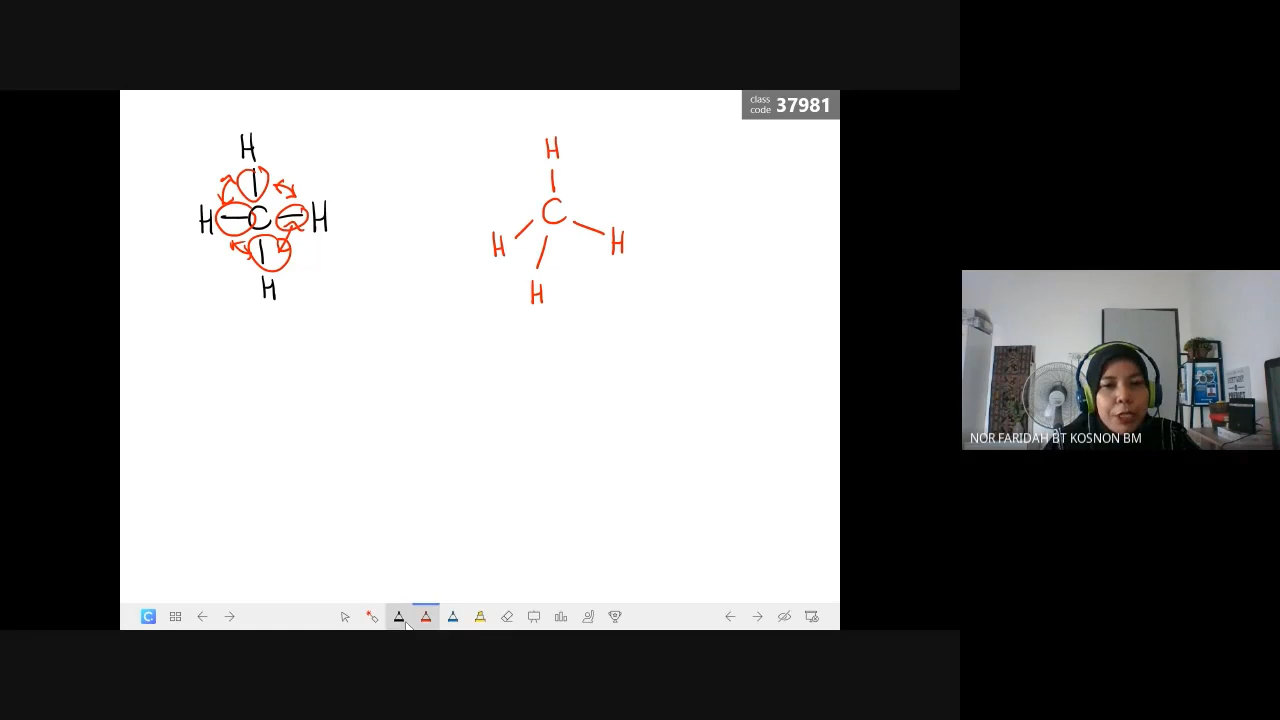 class
code 37981
H
H C H
H
H
C
H H
H
NOR FARIDAH BT KOSNON BM